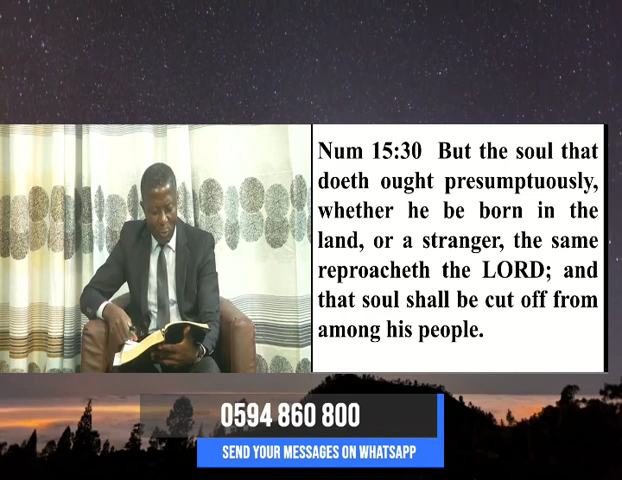 Num 15:30 But the soul that
doeth ought presumptuously,
whether he be born in the
land, or a stranger, the same
reproacheth the LORD; and
that soul shall be cut off from
among his people.
0594 860 800
SEND YOUR MESSAGES ON WHATSAPP